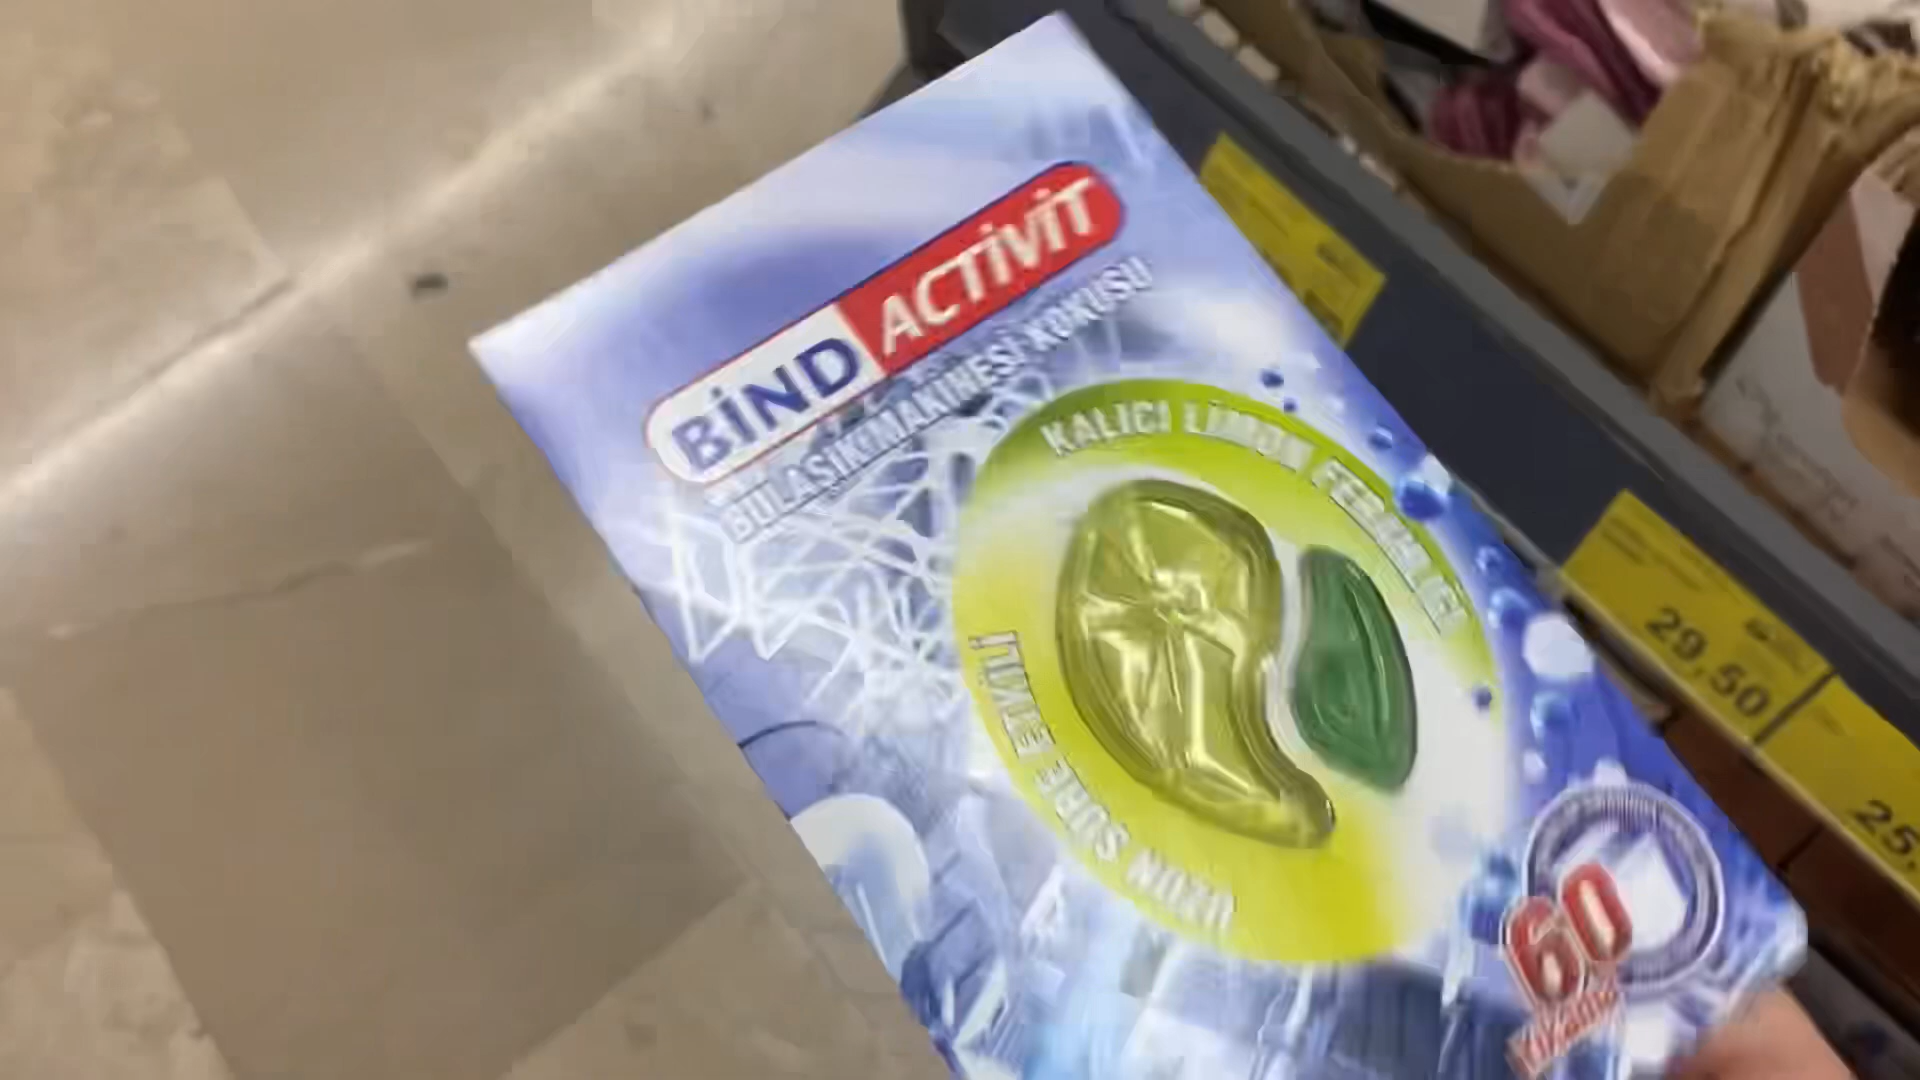 BİND ACTİVİT
BULAŞIK MAKİNESİ KOKUSU
KALICI LİMON FERAHLIĞI
UZUN SÜRE ETKİLİ
60
YIKAMA
29,50
25,